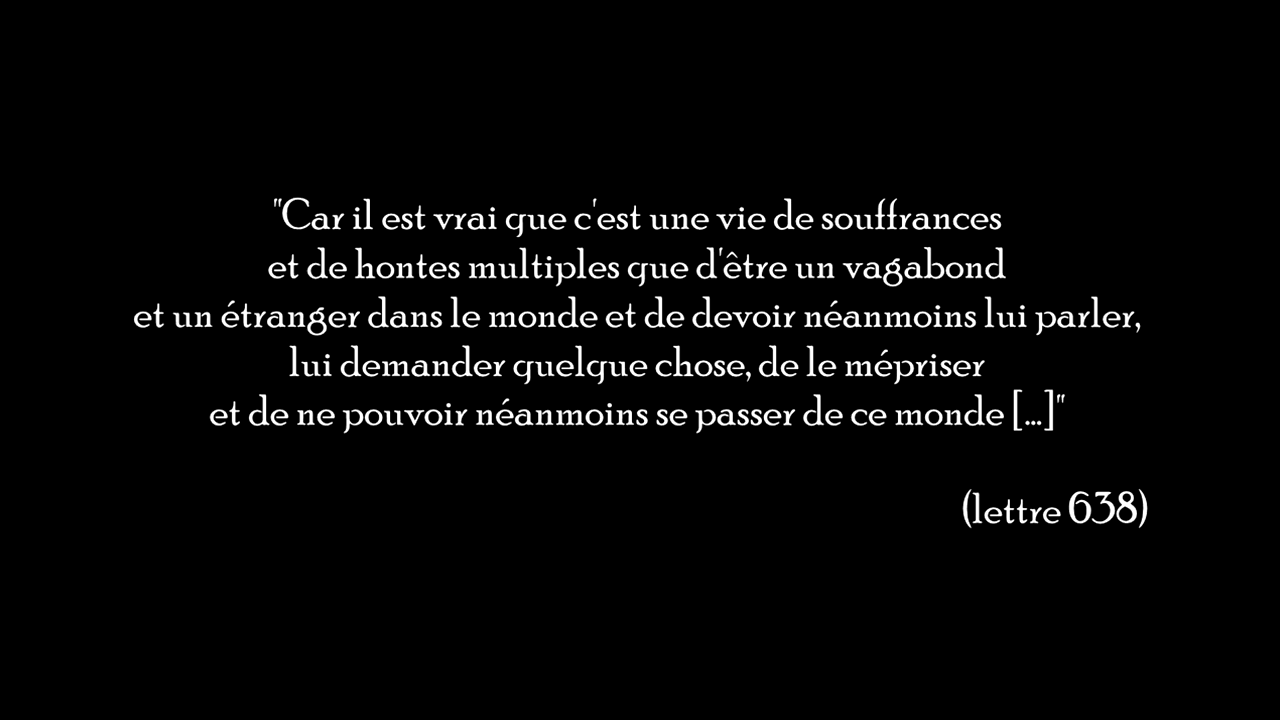 "Car il est vrai que c'est une vie de souffrances
et de hontes multiples que d'être un vagabond
et un étranger dans le monde et de devoir néanmoins lui parler,
lui demander quelque chose, de le mépriser
et de ne pouvoir néanmoins se passer de ce monde [...]"
(lettre 638)